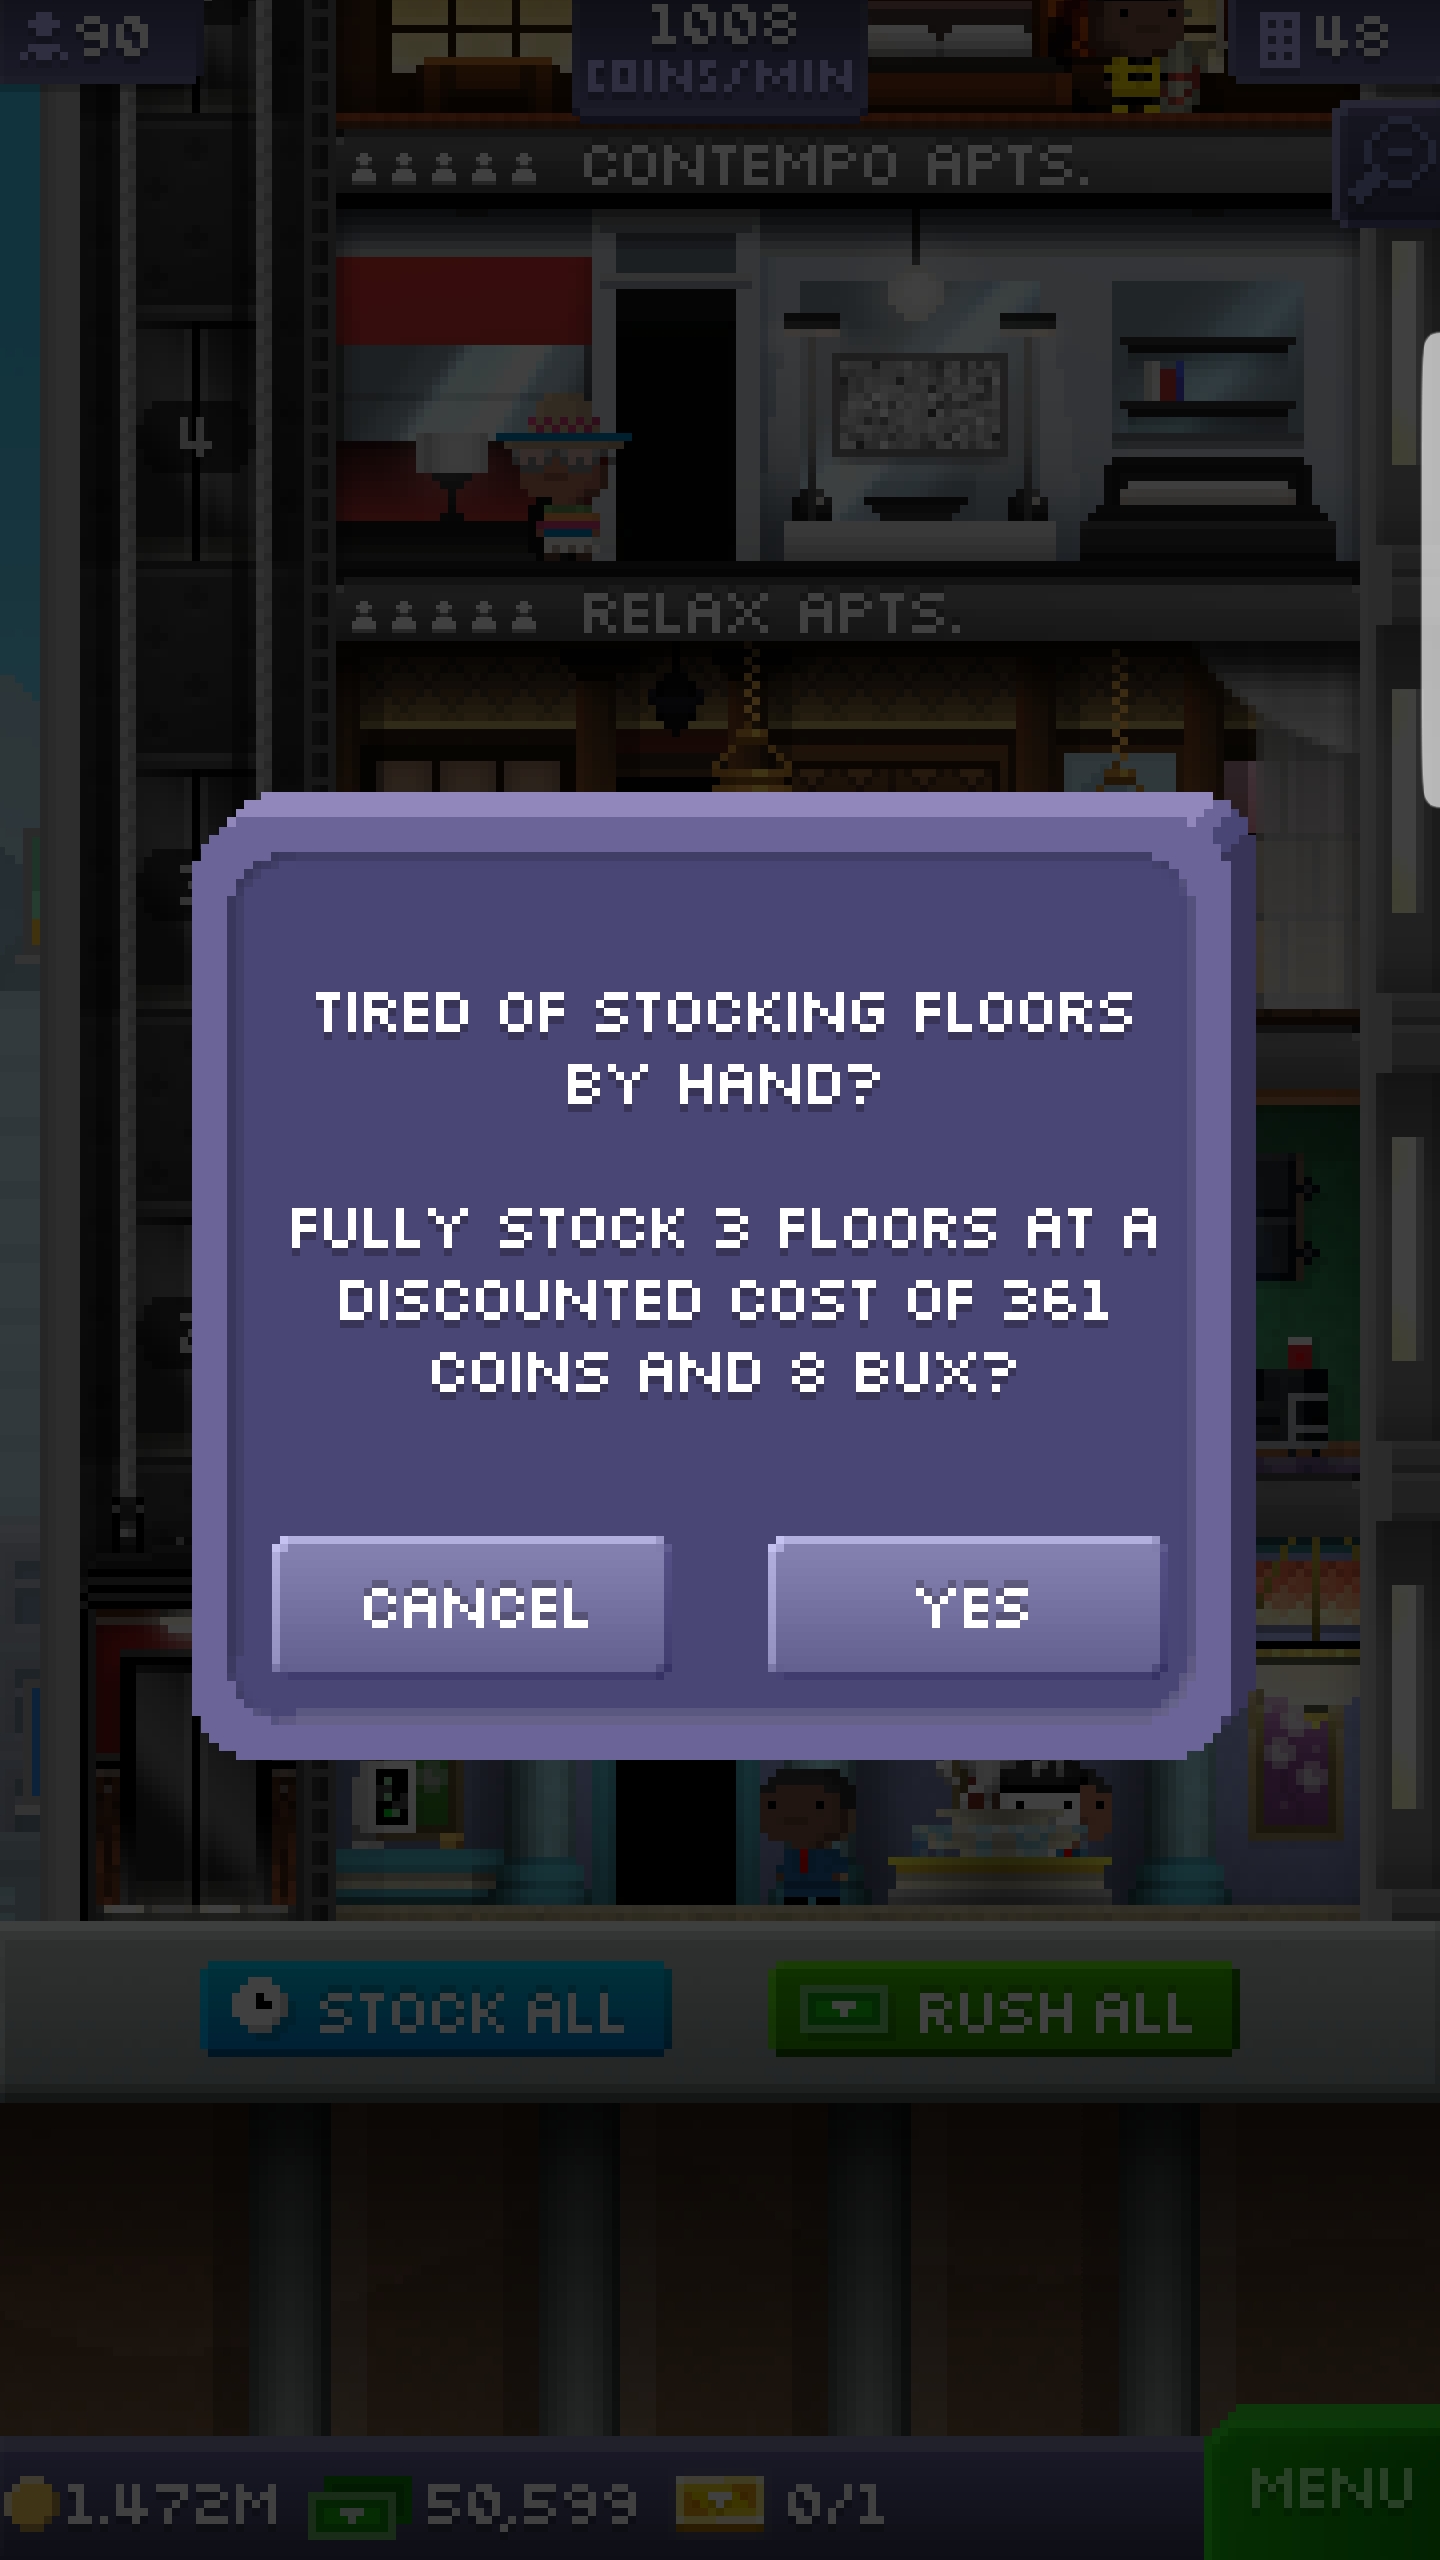 90
1008
COINS/MIN
48
CONTEMPO APTS.
4
RELAX APTS.
TIRED OF STOCKING FLOORS
BY HAND?
FULLY STOCK 3 FLOORS AT A
DISCOUNTED COST OF 361
COINS AND 8 BUX?
CANCEL
YES
STOCK ALL
RUSH ALL
1.472M
50,599
0/1
MENU